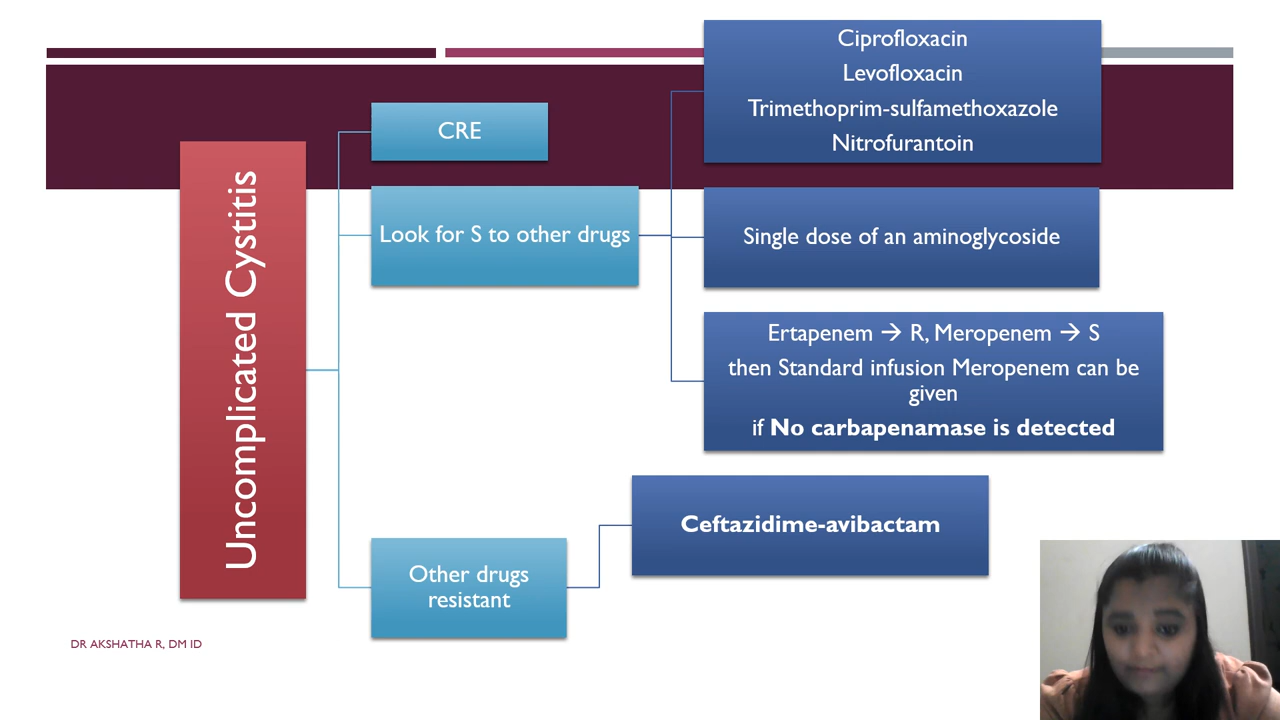 Uncomplicated Cystitis
CRE
Look for S to other drugs
Ciprofloxacin
Levofloxacin
Trimethoprim-sulfamethoxazole
Nitrofurantoin
Single dose of an aminoglycoside
Ertapenem → R, Meropenem → S
then Standard infusion Meropenem can be
given
if No carbapenamase is detected
Other drugs
resistant
Ceftazidime-avibactam
DR AKSHATHA R, DM ID